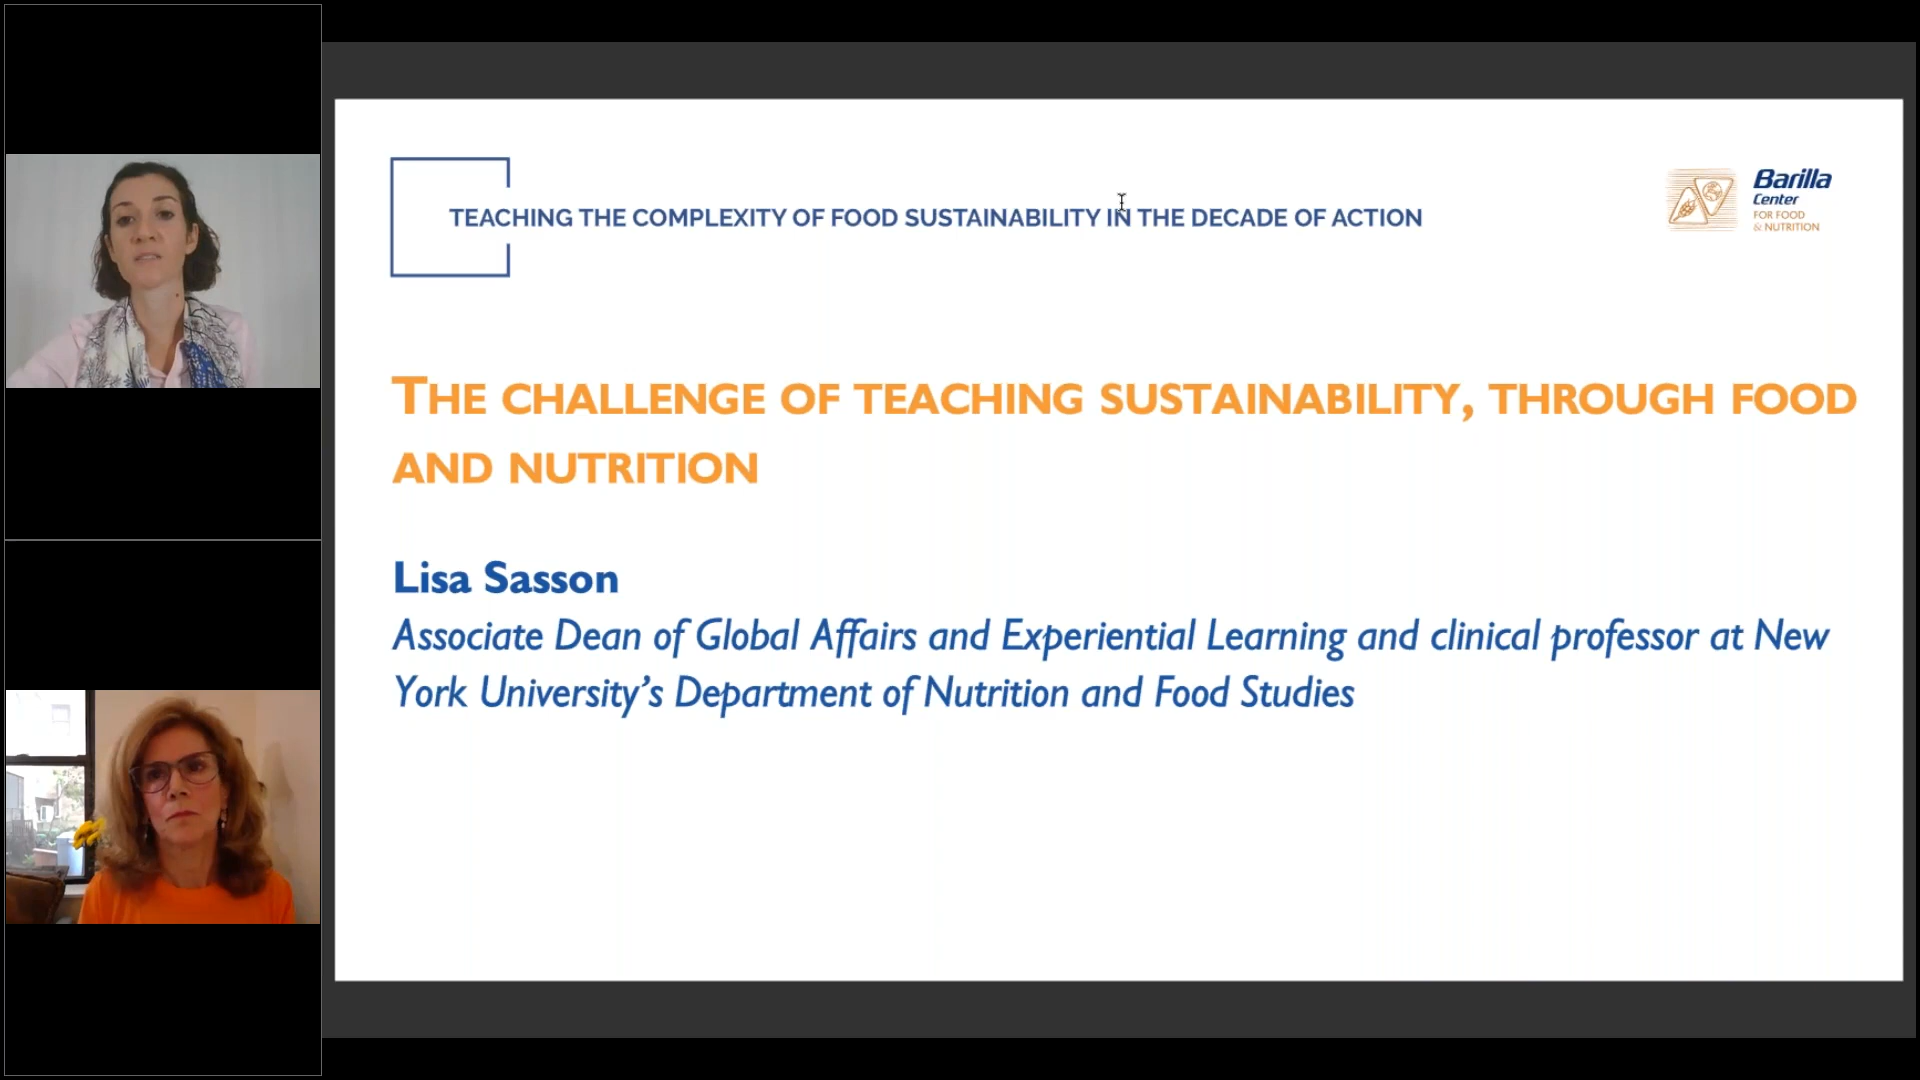 TEACHING THE COMPLEXITY OF FOOD SUSTAINABILITY IN THE DECADE OF ACTION
Barilla
Center
FOR FOOD
& NUTRITION
THE CHALLENGE OF TEACHING SUSTAINABILITY, THROUGH FOOD
AND NUTRITION
Lisa Sasson
Associate Dean of Global Affairs and Experiential Learning and clinical professor at New
York University’s Department of Nutrition and Food Studies